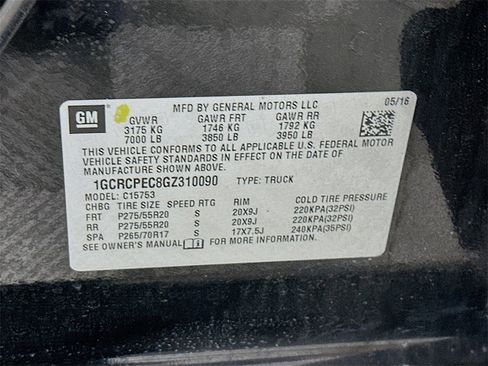 GM
MFD BY GENERAL MOTORS LLC 05/16
GVWR GAWR FRT GAWR RR
3175 KG 1746 KG 1792 KG
7000 LB 3850 LB 3950 LB
THIS VEHICLE CONFORMS TO ALL APPLICABLE U.S. FEDERAL MOTOR
VEHICLE SAFETY STANDARDS IN EFFECT ON THE DATE OF
MANUFACTURE SHOWN ABOVE.
1GCRCPEC8GZ310090 TYPE: TRUCK
MODEL: C15753
CHBG TIRE SIZE SPEED RTG RIM COLD TIRE PRESSURE
FRT P275/55R20 S 20X9J 220KPA(32PSI)
RR P275/55R20 S 20X9J 220KPA(32PSI)
SPA P265/70R17 S 17X7.5J 240KPA(35PSI)
SEE OWNER'S MANUAL FOR MORE INFORMATION